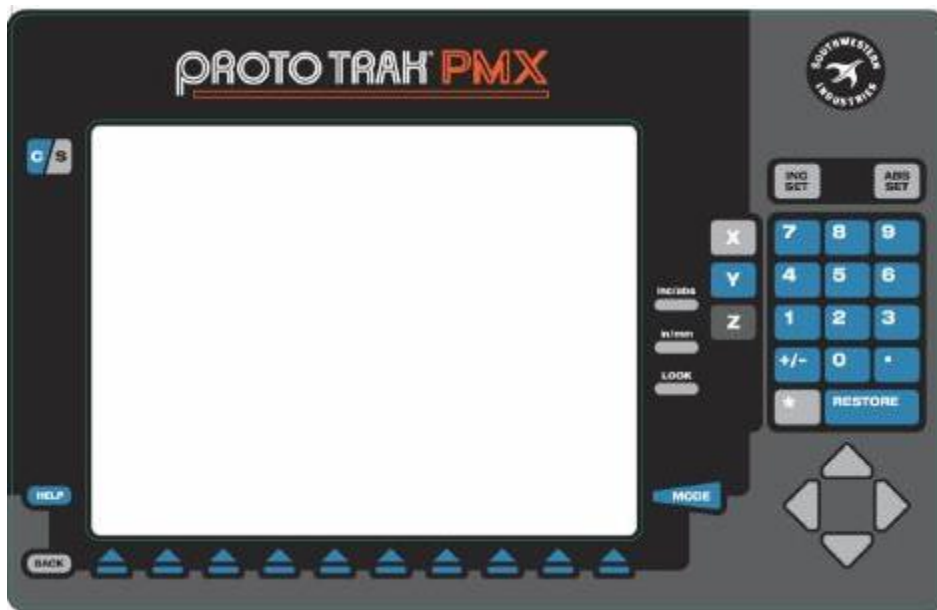 PROTO TRAK PMX
SOUTHWESTERN
INDUSTRIES
C/S
INC
SET
ABS
SET
X
7 8 9
Y
4 5 6
inc/abs
Z
1 2 3
in/mm
+/- 0 .
LOOK
* RESTORE
HELP
MODE
BACK